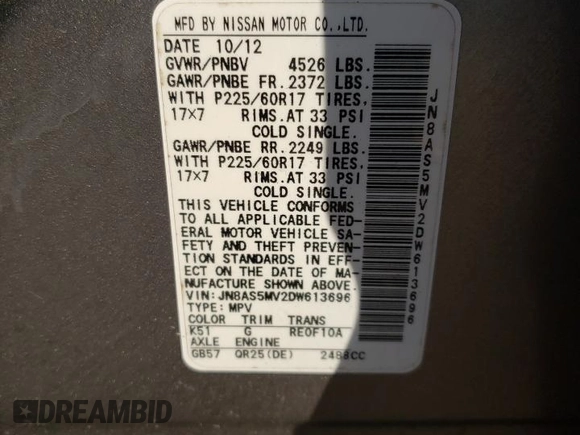 MFD BY NISSAN MOTOR CO.,LTD.
DATE 10/12
GVWR/PNBV 4526 LBS.
GAWR/PNBE FR. 2372 LBS.
WITH P225/60R17 TIRES,
17×7 RIMS. AT 33 PSI
COLD SINGLE.
GAWR/PNBE RR. 2249 LBS.
WITH P225/60R17 TIRES,
17×7 RIMS. AT 33 PSI
COLD SINGLE.
THIS VEHICLE CONFORMS
TO ALL APPLICABLE FED-
ERAL MOTOR VEHICLE SA-
FETY AND THEFT PREVEN-
TION STANDARDS IN EFF-
ECT ON THE DATE OF MA-
NUFACTURE SHOWN ABOVE.
VIN: JN8AS5MV2DW613696
TYPE: MPV
COLOR TRIM TRANS
K51 G RE0F10A
AXLE ENGINE
GB57 QR25(DE) 2488CC
JN8AS5MV2DW613696
DREAMBID